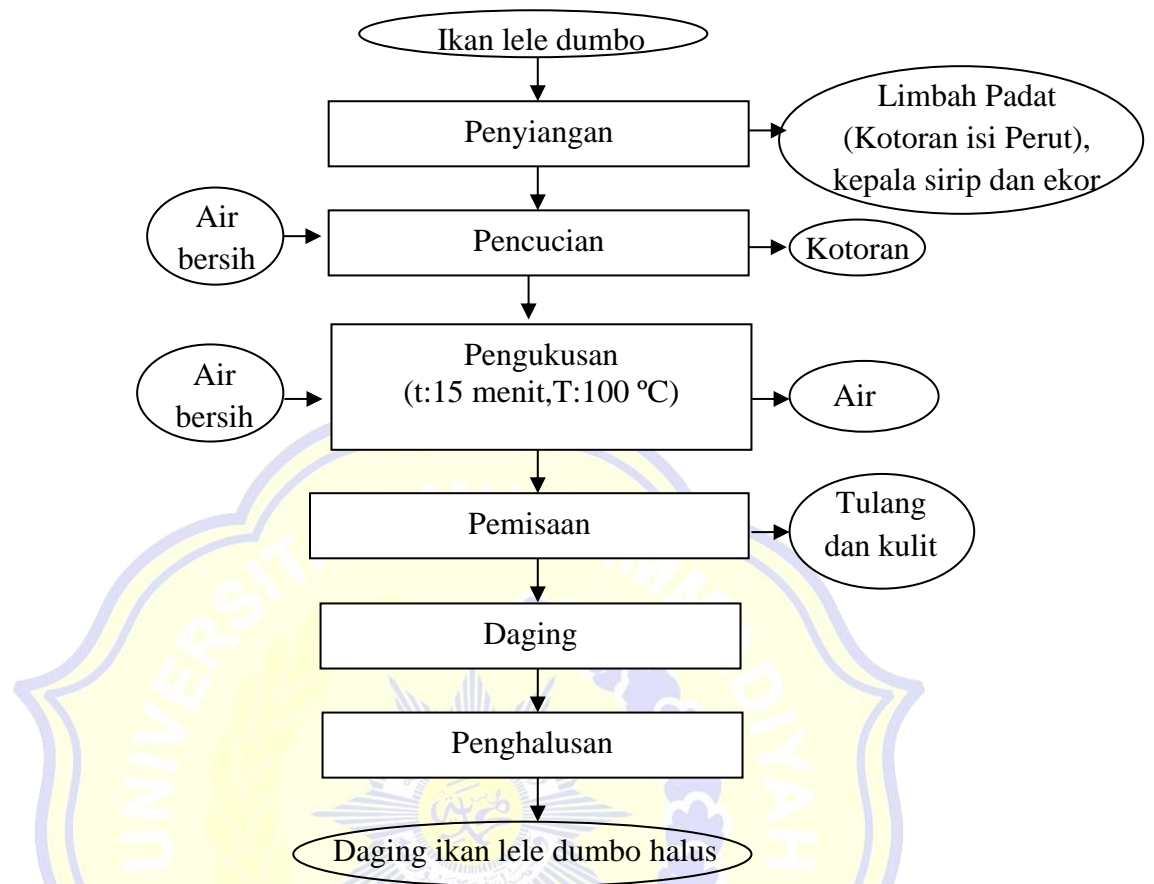 Ikan lele dumbo
Penyiangan
Limbah Padat
(Kotoran isi Perut),
kepala sirip dan ekor
Air
bersih
Pencucian
Kotoran
Air
bersih
Pengukusan
(t:15 menit,T:100 ºC)
Air
Pemisaan
Tulang
dan kulit
Daging
Penghalusan
Daging ikan lele dumbo halus